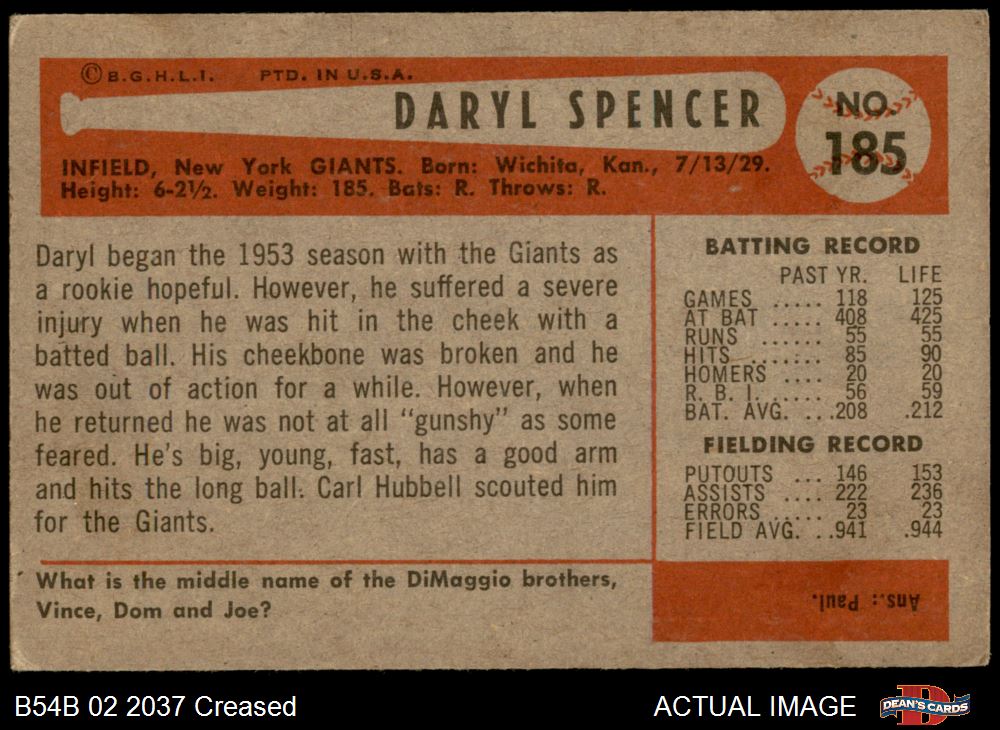 ©B.G.H.L.I. PTD. IN U.S.A.
DARYL SPENCER
NO.
185
INFIELD, New York GIANTS. Born: Wichita, Kan., 7/13/29.
Height: 6-2½. Weight: 185. Bats: R. Throws: R.
Daryl began the 1953 season with the Giants as
a rookie hopeful. However, he suffered a severe
injury when he was hit in the cheek with a
batted ball. His cheekbone was broken and he
was out of action for a while. However, when
he returned he was not at all "gunshy" as some
feared. He's big, young, fast, has a good arm
and hits the long ball. Carl Hubbell scouted him
for the Giants.
What is the middle name of the DiMaggio brothers,
Vince, Dom and Joe?
BATTING RECORD
PAST YR. LIFE
GAMES ..... 118 125
AT BAT ..... 408 425
RUNS ...... 55 55
HITS ....... 85 90
HOMERS .... 20 20
R. B. I. ..... 56 59
BAT. AVG. ...208 .212
FIELDING RECORD
PUTOUTS ... 146 153
ASSISTS .... 222 236
ERRORS ..... 23 23
FIELD AVG. ..941 .944
Ans.: Paul.
B54B 02 2037 Creased
ACTUAL IMAGE
DEAN'S CARDS